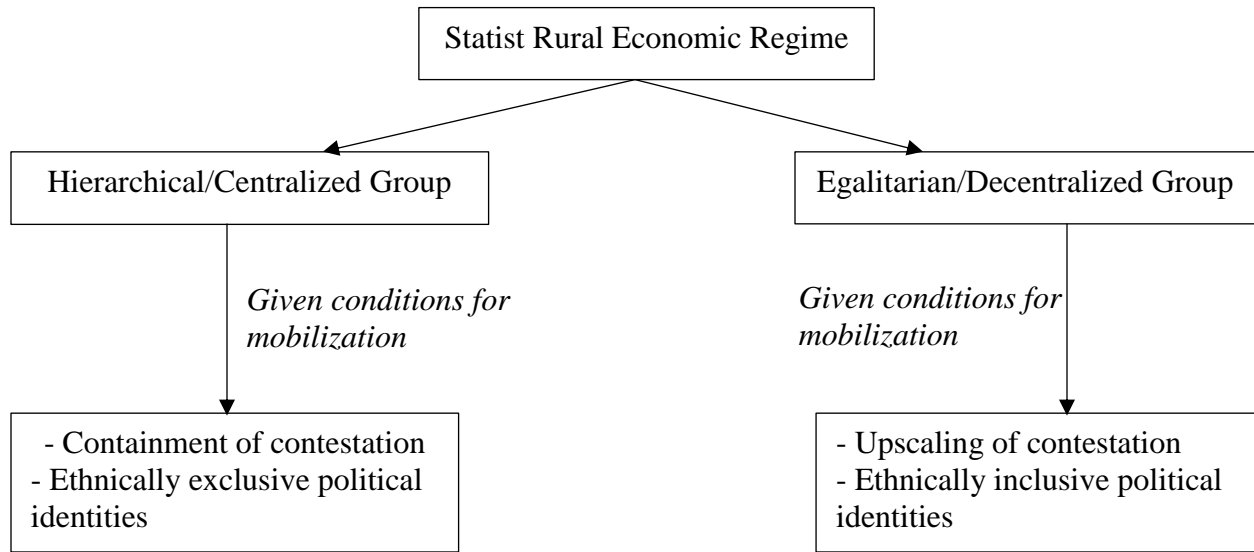 Statist Rural Economic Regime
Hierarchical/Centralized Group
Egalitarian/Decentralized Group
Given conditions for
mobilization
Given conditions for
mobilization
- Containment of contestation
- Ethnically exclusive political
identities
- Upscaling of contestation
- Ethnically inclusive political
identities